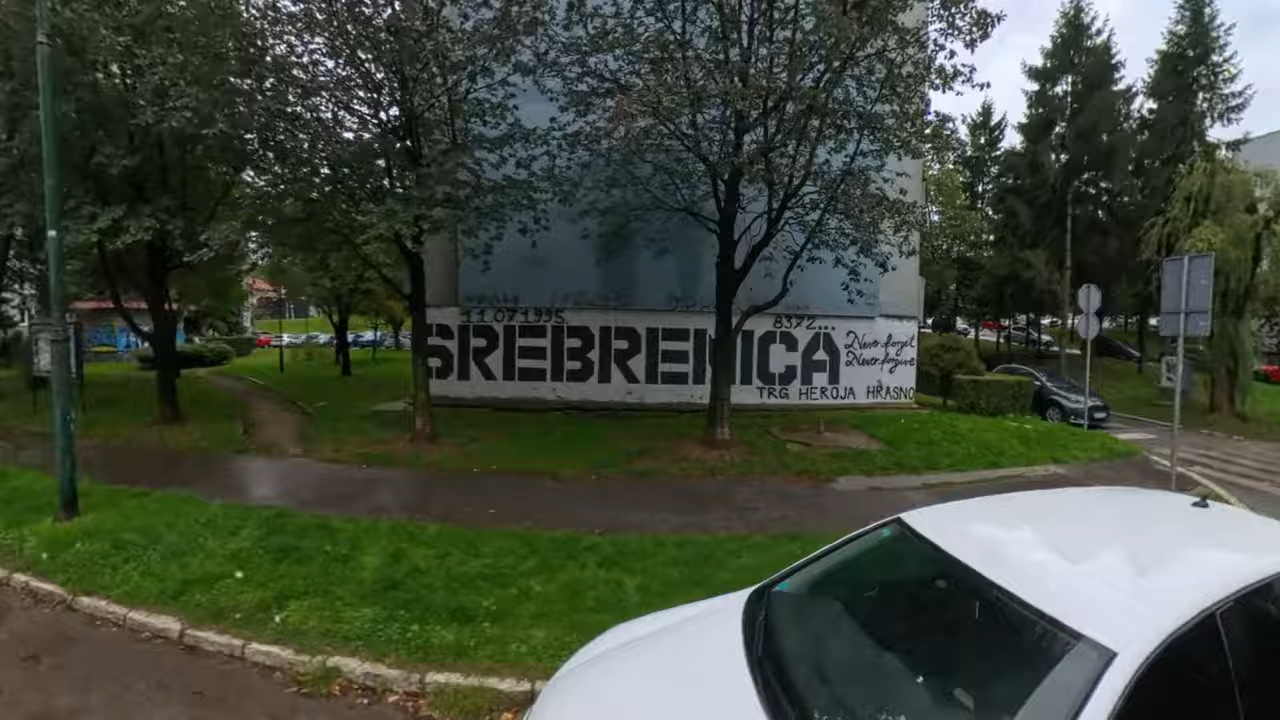 11.07.1995
8372...
SREBRENICA
Never forget
Never forgive
TRG HEROJA HRASNO